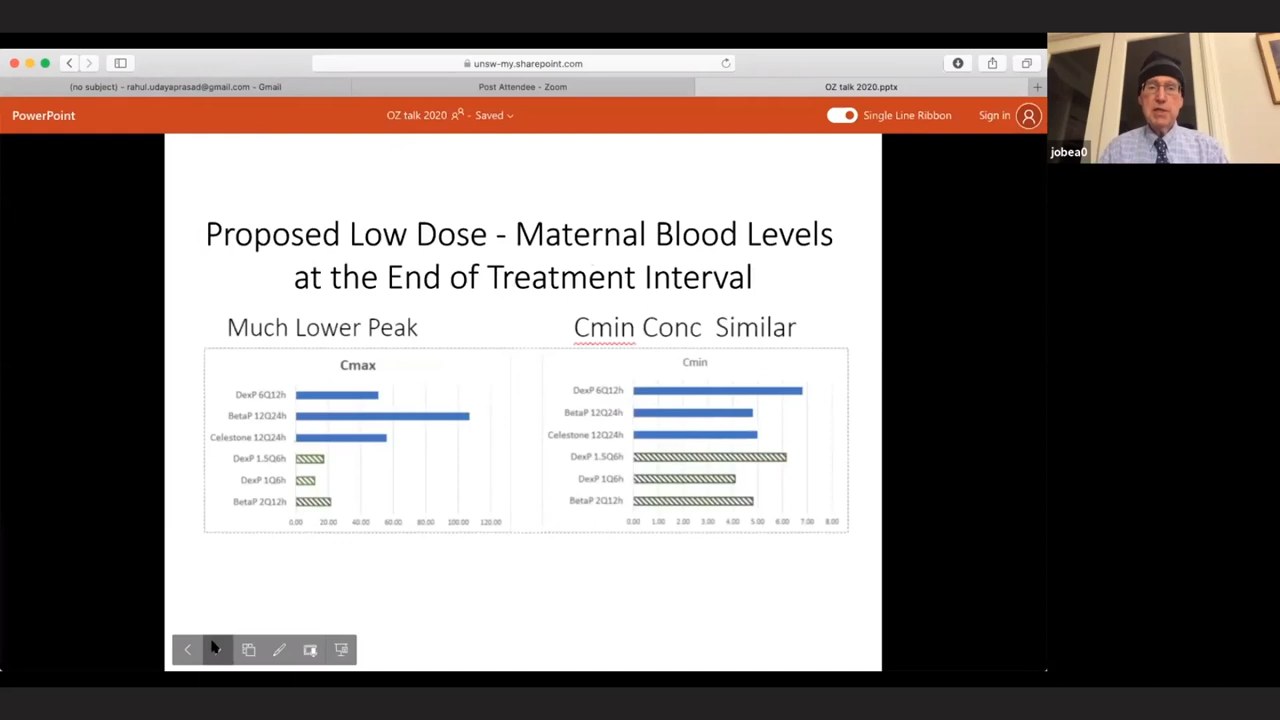 unsw-my.sharepoint.com
(no subject) - rahul.udayaprasad@gmail.com - Gmail
Post Attendee - Zoom
OZ talk 2020.pptx
PowerPoint
OZ talk 2020 - Saved
Single Line Ribbon
Sign in
jobea0
Proposed Low Dose - Maternal Blood Levels
at the End of Treatment Interval
Much Lower Peak
Cmax
DexP 6Q12h
BetaP 12Q24h
Celestone 12Q24h
DexP 1.5Q6h
DexP 1Q6h
BetaP 2Q12h
0.00 20.00 40.00 60.00 80.00 100.00 120.00
Cmin Conc Similar
Cmin
DexP 6Q12h
BetaP 12Q24h
Celestone 12Q24h
DexP 1.5Q6h
DexP 1Q6h
BetaP 2Q12h
0.00 1.00 2.00 3.00 4.00 5.00 6.00 7.00 8.00